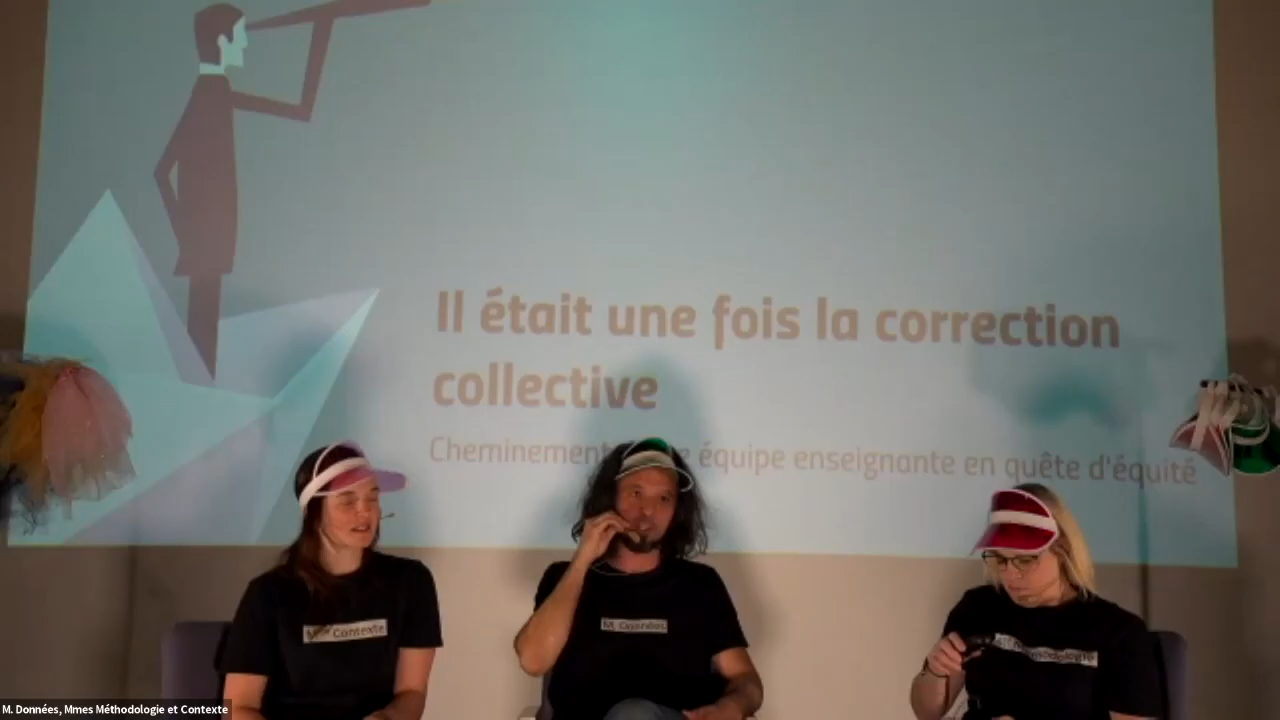 Il était une fois la correction
collective
Cheminement équipe enseignante en quête d'équité
Mme Contexte
M. Données, Mmes Méthodologie et Contexte